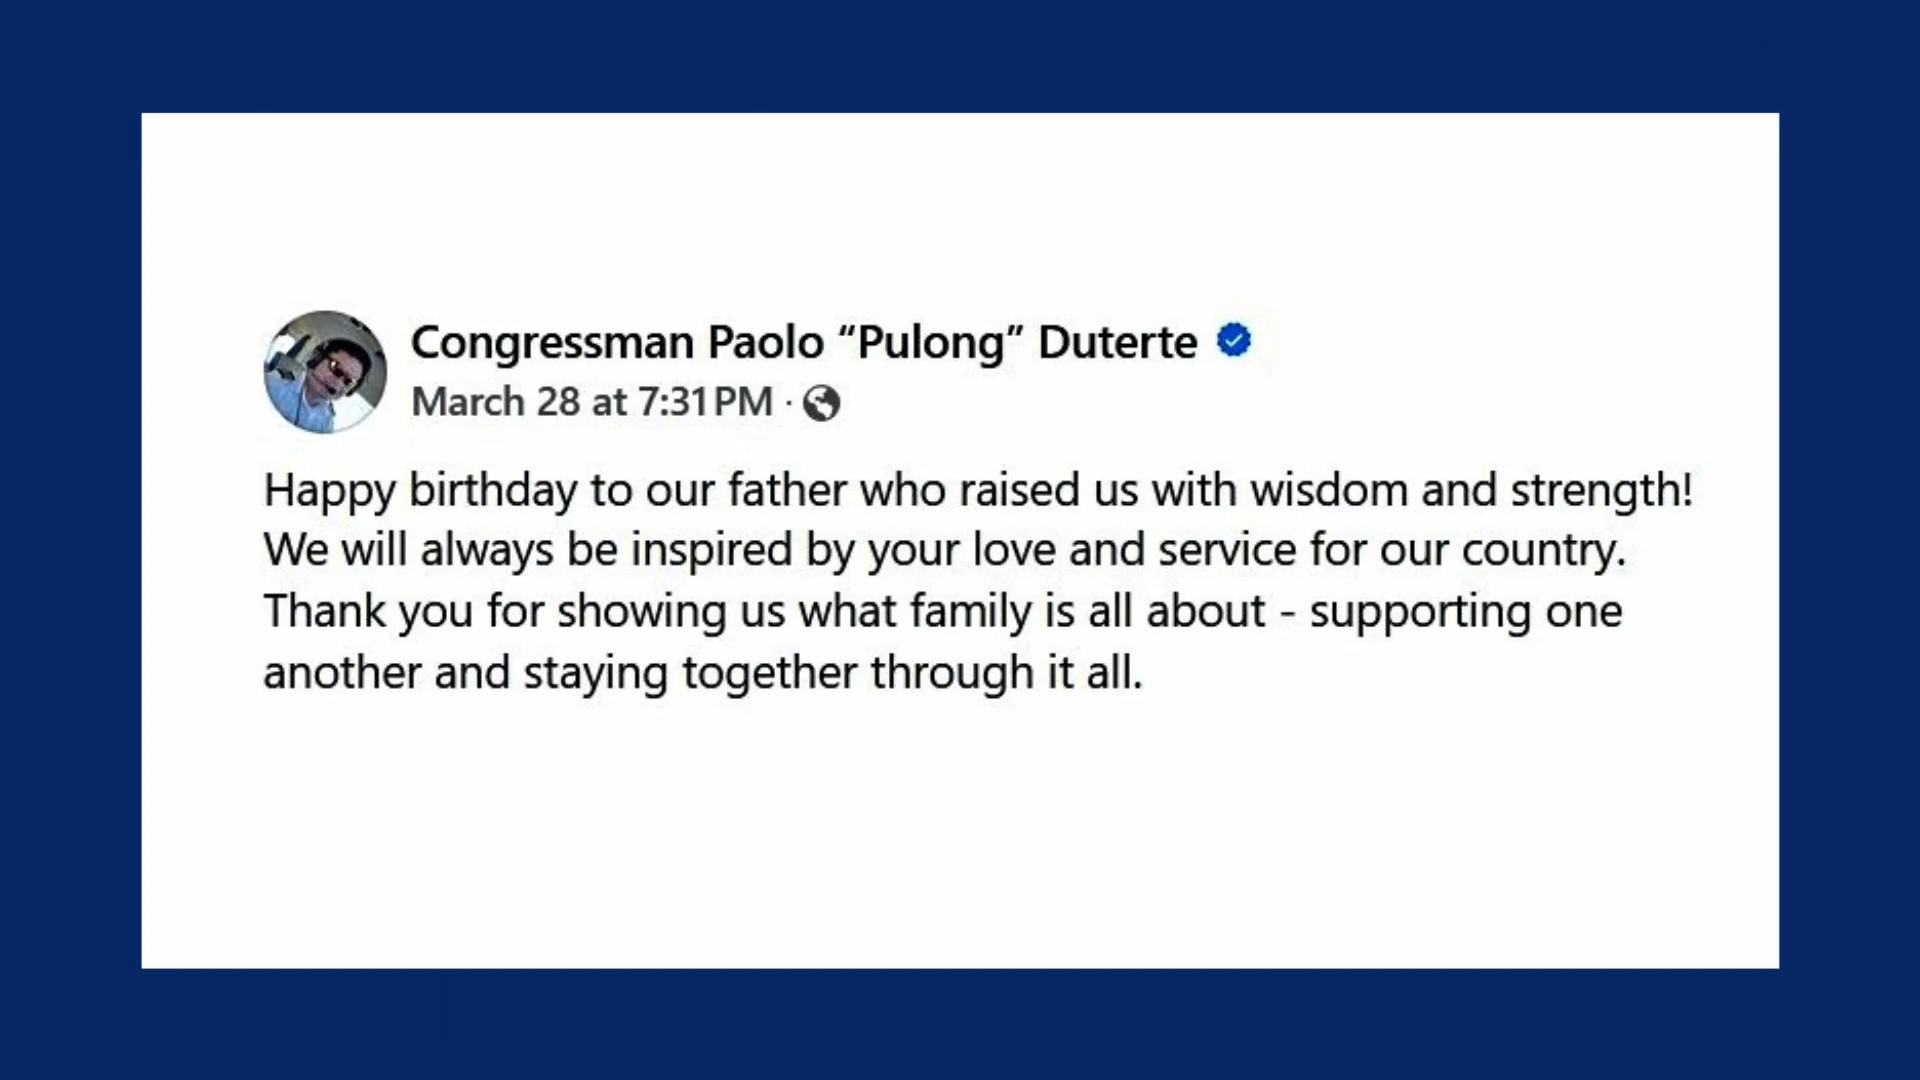 Congressman Paolo “Pulong” Duterte
March 28 at 7:31 PM ·
Happy birthday to our father who raised us with wisdom and strength!
We will always be inspired by your love and service for our country.
Thank you for showing us what family is all about - supporting one
another and staying together through it all.